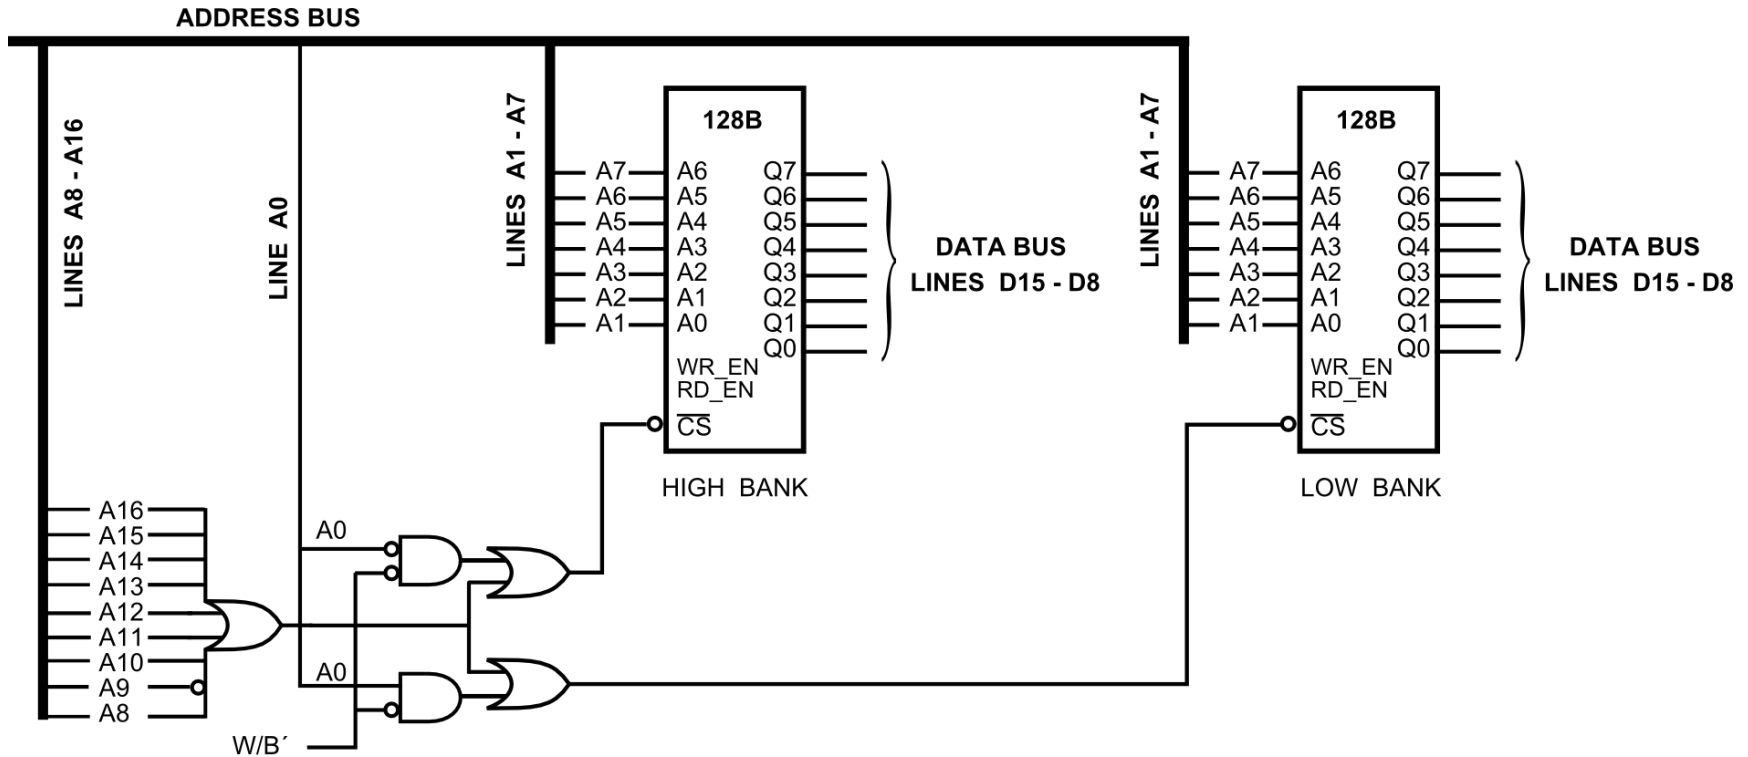 ADDRESS BUS
LINES A8 - A16
LINE A0
LINES A1 - A7
128B
A7 A6 Q7
A6 A5 Q6
A5 A4 Q5
A4 A3 Q4
A3 A2 Q3
A2 A1 Q2
A1 A0 Q1
Q0
WR_EN
RD_EN
CS
HIGH BANK
DATA BUS
LINES D15 - D8
LINES A1 - A7
128B
A7 A6 Q7
A6 A5 Q6
A5 A4 Q5
A4 A3 Q4
A3 A2 Q3
A2 A1 Q2
A1 A0 Q1
Q0
WR_EN
RD_EN
CS
LOW BANK
DATA BUS
LINES D15 - D8
A16
A15
A14
A13
A12
A11
A10
A9
A8
A0
A0
W/B´